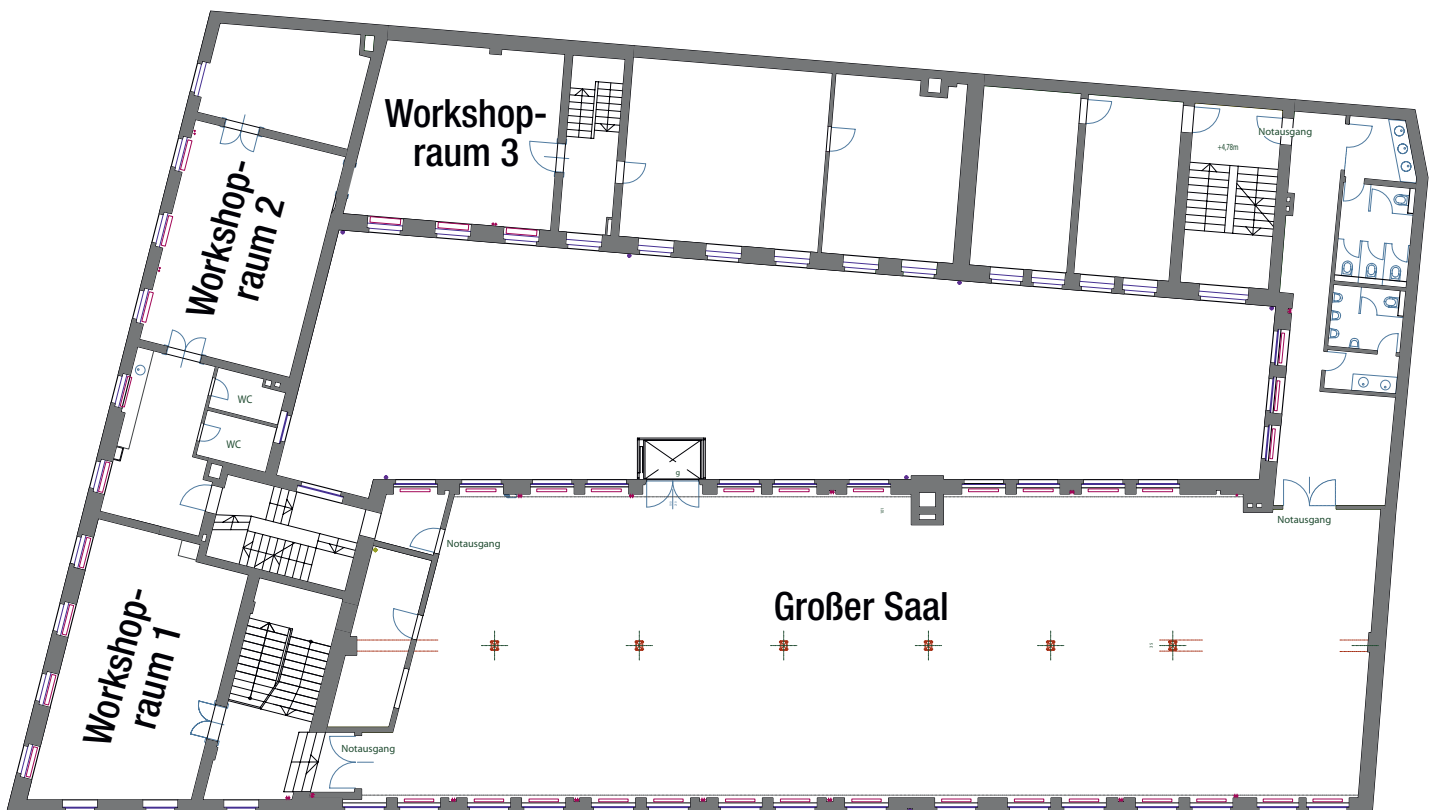 Workshop-
raum 3
Notausgang
+4,78m
Workshop-
raum 2
WC
WC
g
Notausgang
Notausgang
Großer Saal
Workshop-
raum 1
Notausgang